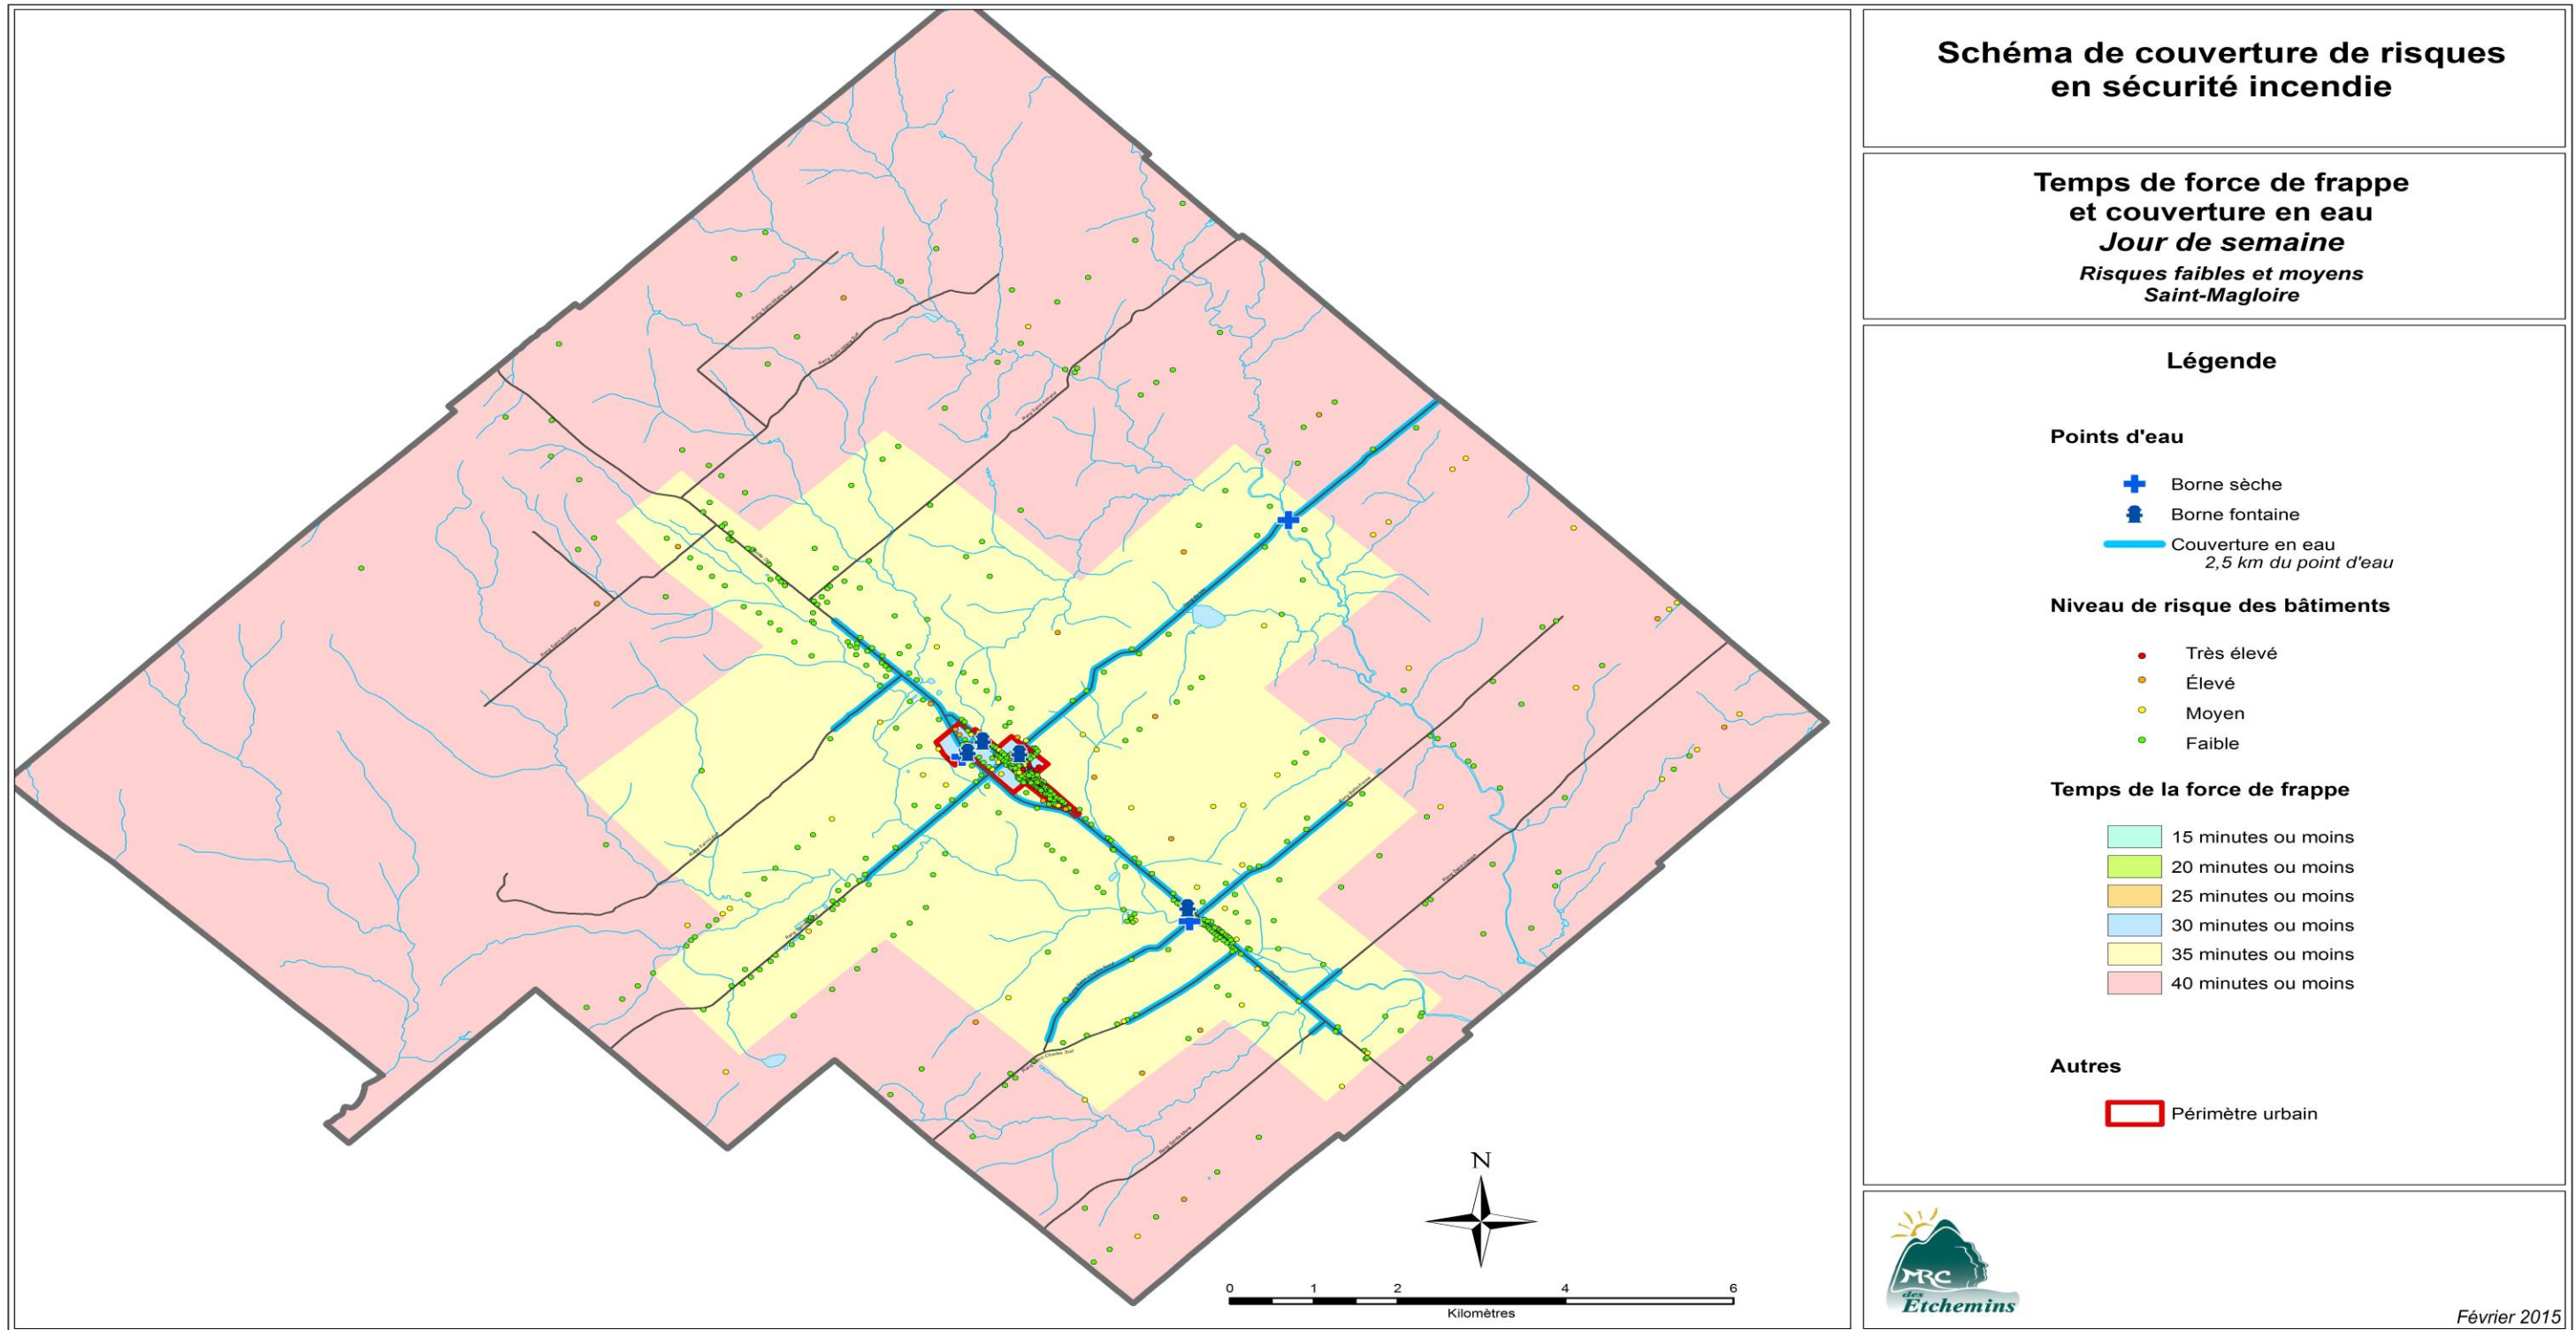 Schéma de couverture de risques
en sécurité incendie
Temps de force de frappe
et couverture en eau
Jour de semaine
Risques faibles et moyens
Saint-Magloire
Légende
Points d'eau
Borne sèche
Borne fontaine
Couverture en eau
2,5 km du point d'eau
Niveau de risque des bâtiments
Très élevé
Élevé
Moyen
Faible
Temps de la force de frappe
15 minutes ou moins
20 minutes ou moins
25 minutes ou moins
30 minutes ou moins
35 minutes ou moins
40 minutes ou moins
Autres
Périmètre urbain
N
0 1 2 4 6
Kilomètres
MRC
des
Etchemins
Février 2015